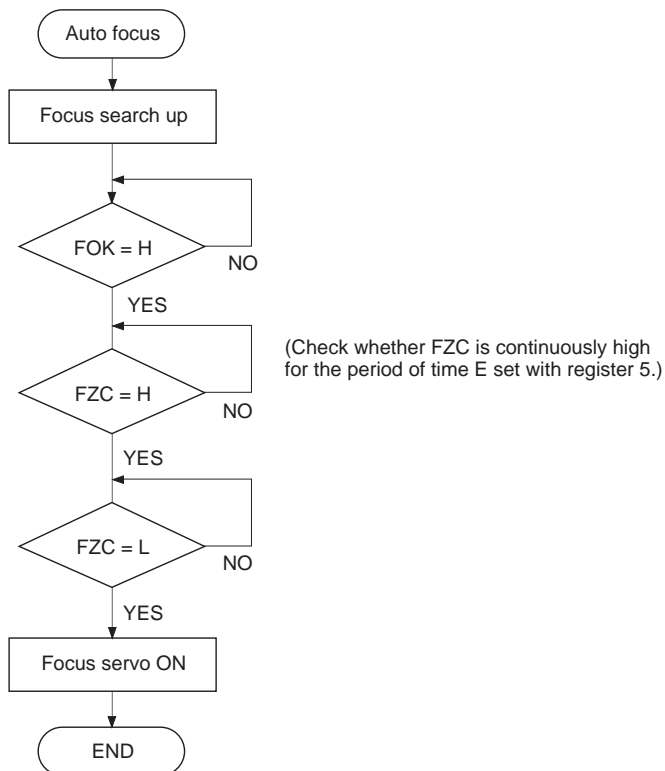 Auto focus
Focus search up
FOK = H
NO
YES
(Check whether FZC is continuously high
for the period of time E set with register 5.)
FZC = H
NO
YES
FZC = L
NO
YES
Focus servo ON
END